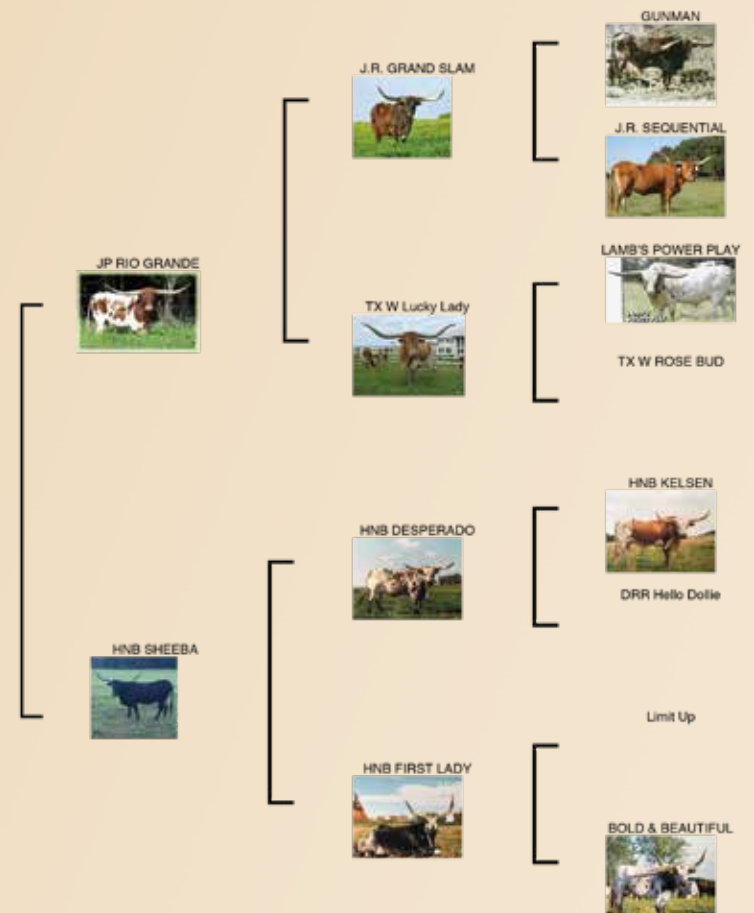 GUNMAN
J.R. GRAND SLAM
J.R. SEQUENTIAL
LAMB'S POWER PLAY
JP RIO GRANDE
TX W Lucky Lady
TX W ROSE BUD
HNB KELSEN
HNB DESPERADO
DRR Hello Dollie
HNB SHEEBA
Limit Up
HNB FIRST LADY
BOLD & BEAUTIFUL